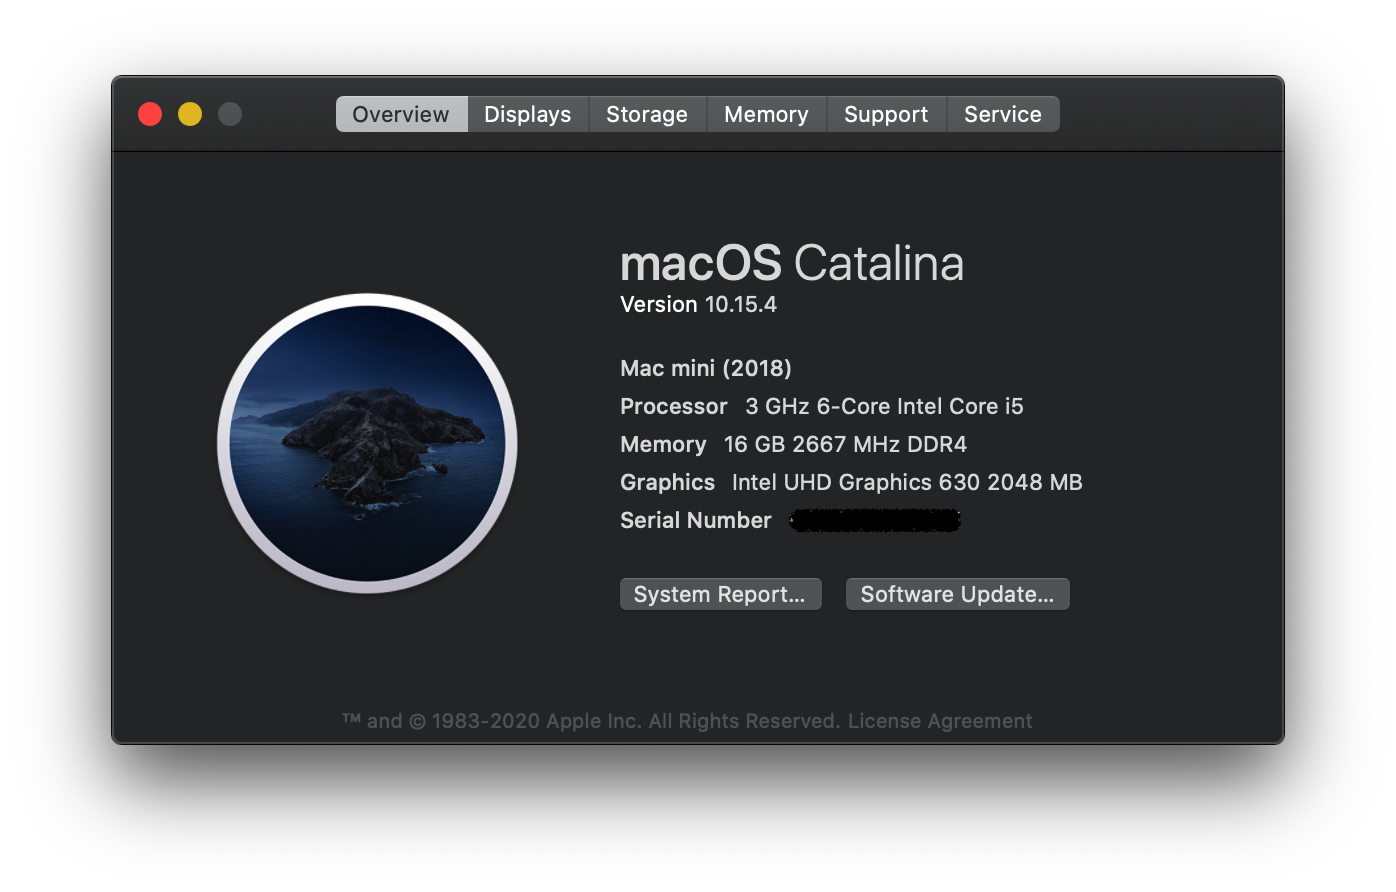 Overview Displays Storage Memory Support Service
macOS Catalina
Version 10.15.4
Mac mini (2018)
Processor 3 GHz 6-Core Intel Core i5
Memory 16 GB 2667 MHz DDR4
Graphics Intel UHD Graphics 630 2048 MB
Serial Number
System Report... Software Update...
™ and © 1983-2020 Apple Inc. All Rights Reserved. License Agreement